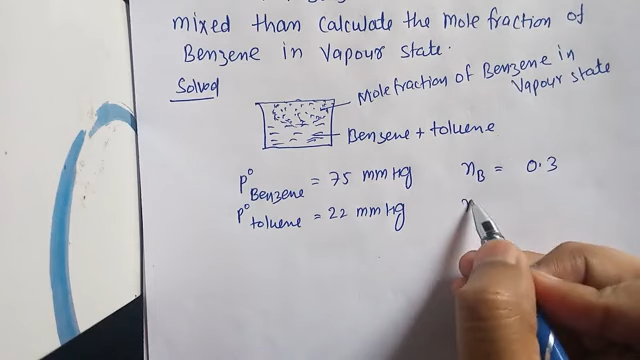 mixed than Calculate the Mole fraction of
Benzene in Vapour state.
Solved
Mole fraction of Benzene in
Vapour state
Benzene + toluene
P° Benzene = 75 mm Hg
n_B = 0.3
P° toluene = 22 mm Hg
n